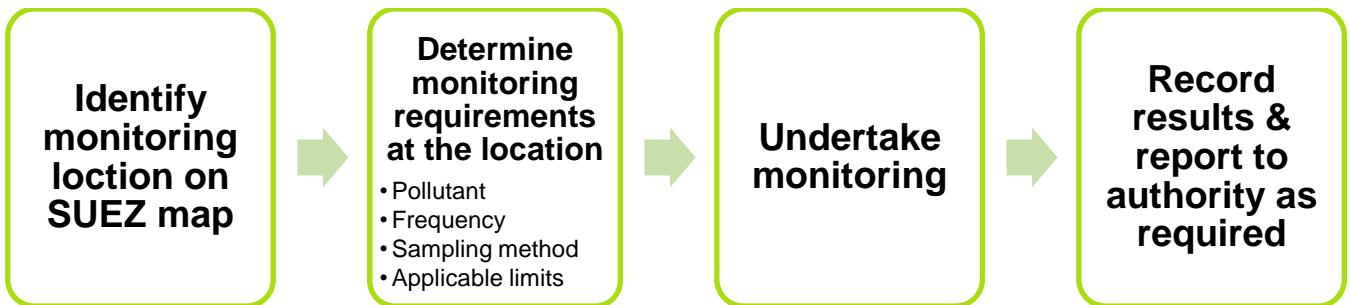 Identify
monitoring
loction on
SUEZ map
Determine
monitoring
requirements
at the location
• Pollutant
• Frequency
• Sampling method
• Applicable limits
Undertake
monitoring
Record
results &
report to
authority as
required